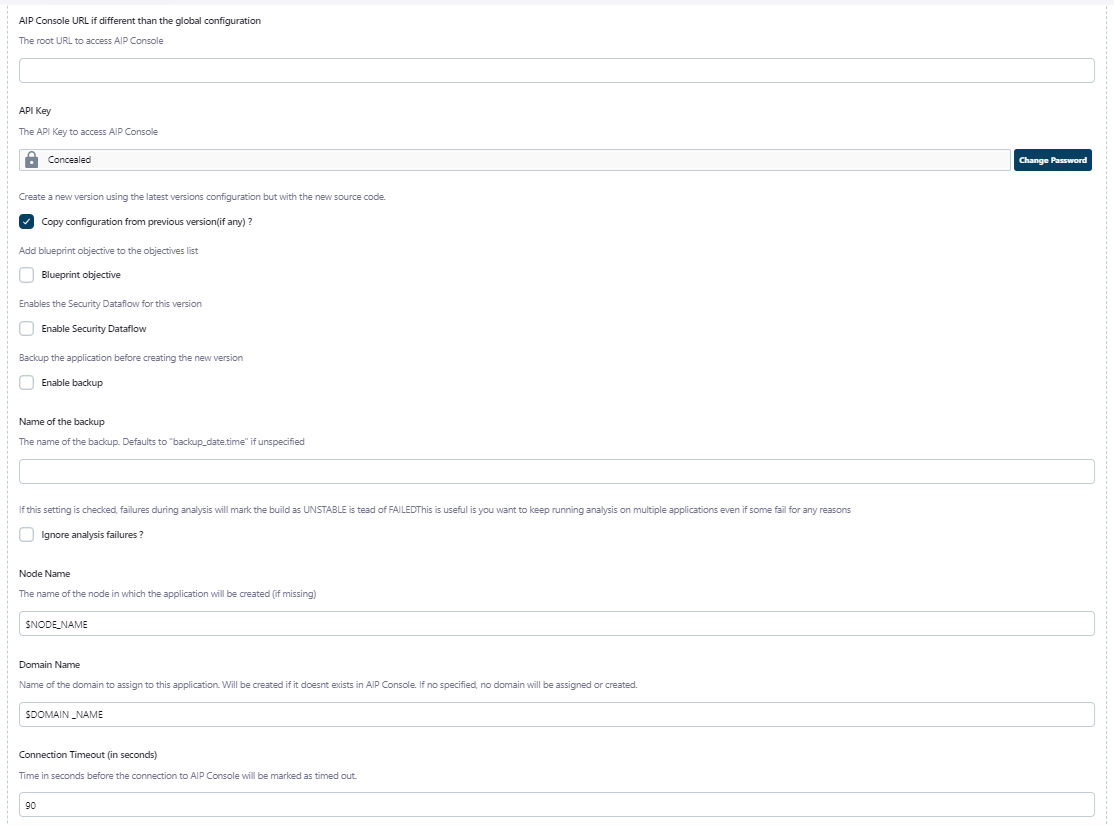 AIP Console URL if different than the global configuration
The root URL to access AIP Console
API Key
The API Key to access AIP Console
Concealed
Change Password
Create a new version using the latest versions configuration but with the new source code.
Copy configuration from previous version(if any) ?
Add blueprint objective to the objectives list
Blueprint objective
Enables the Security Dataflow for this version
Enable Security Dataflow
Backup the application before creating the new version
Enable backup
Name of the backup
The name of the backup. Defaults to "backup_date.time" if unspecified
If this setting is checked, failures during analysis will mark the build as UNSTABLE is tead of FAILEDThis is useful is you want to keep running analysis on multiple applications even if some fail for any reasons
Ignore analysis failures ?
Node Name
The name of the node in which the application will be created (if missing)
$NODE_NAME
Domain Name
Name of the domain to assign to this application. Will be created if it doesnt exists in AIP Console. If no specified, no domain will be assigned or created.
$DOMAIN _NAME
Connection Timeout (in seconds)
Time in seconds before the connection to AIP Console will be marked as timed out.
90